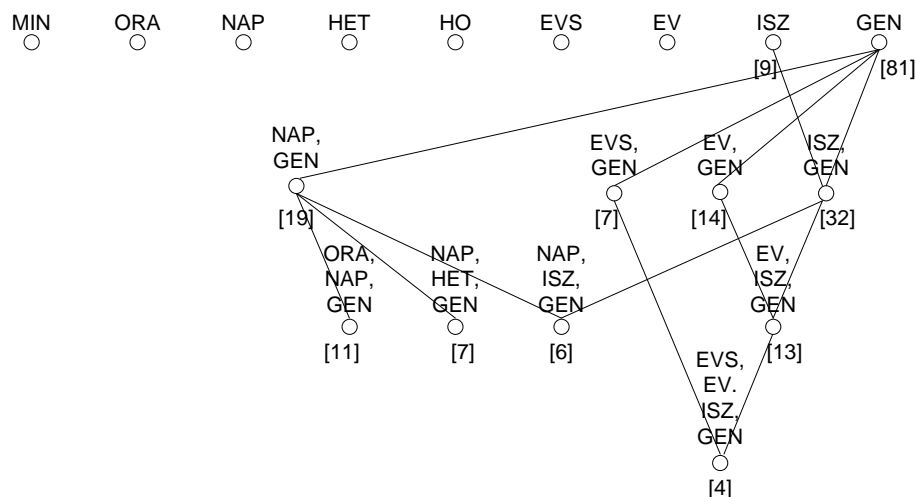 MIN ORA NAP HET HO EVS EV ISZ GEN
[9] [81]
NAP, EVS, EV, ISZ,
GEN GEN GEN GEN
[19] [7] [14] [32]
ORA, NAP, NAP, EV,
NAP, HET, ISZ, ISZ,
GEN GEN GEN GEN
[11] [7] [6] [13]
EVS,
EV.
ISZ,
GEN
[4]